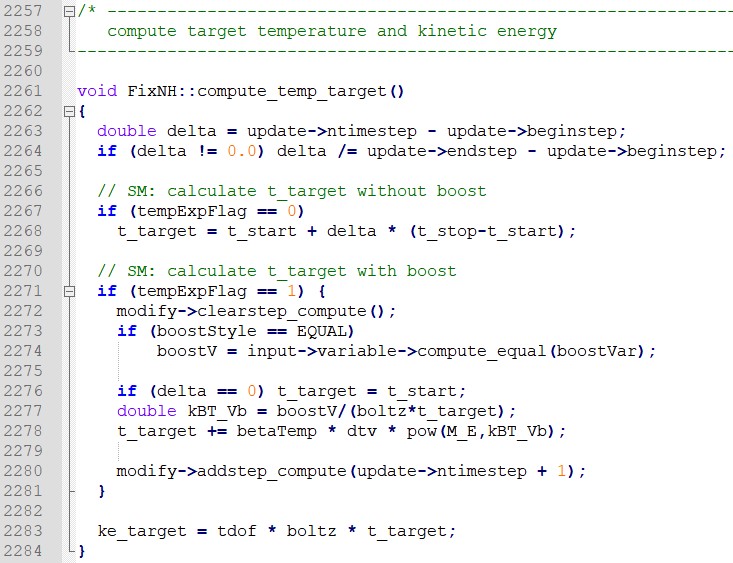 2257 /* -----------------------------------------------------------------
2258 compute target temperature and kinetic energy
2259 --------------------------------------------------------------------
2260
2261 void FixNH::compute_temp_target()
2262 {
2263 double delta = update->ntimestep - update->beginstep;
2264 if (delta != 0.0) delta /= update->endstep - update->beginstep;
2265
2266 // SM: calculate t_target without boost
2267 if (tempExpFlag == 0)
2268 t_target = t_start + delta * (t_stop-t_start);
2269
2270 // SM: calculate t_target with boost
2271 if (tempExpFlag == 1) {
2272 modify->clearstep_compute();
2273 if (boostStyle == EQUAL)
2274 boostV = input->variable->compute_equal(boostVar);
2275
2276 if (delta == 0) t_target = t_start;
2277 double kBT_Vb = boostV/(boltz*t_target);
2278 t_target += betaTemp * dtv * pow(M_E,kBT_Vb);
2279
2280 modify->addstep_compute(update->ntimestep + 1);
2281 }
2282
2283 ke_target = tdof * boltz * t_target;
2284 }